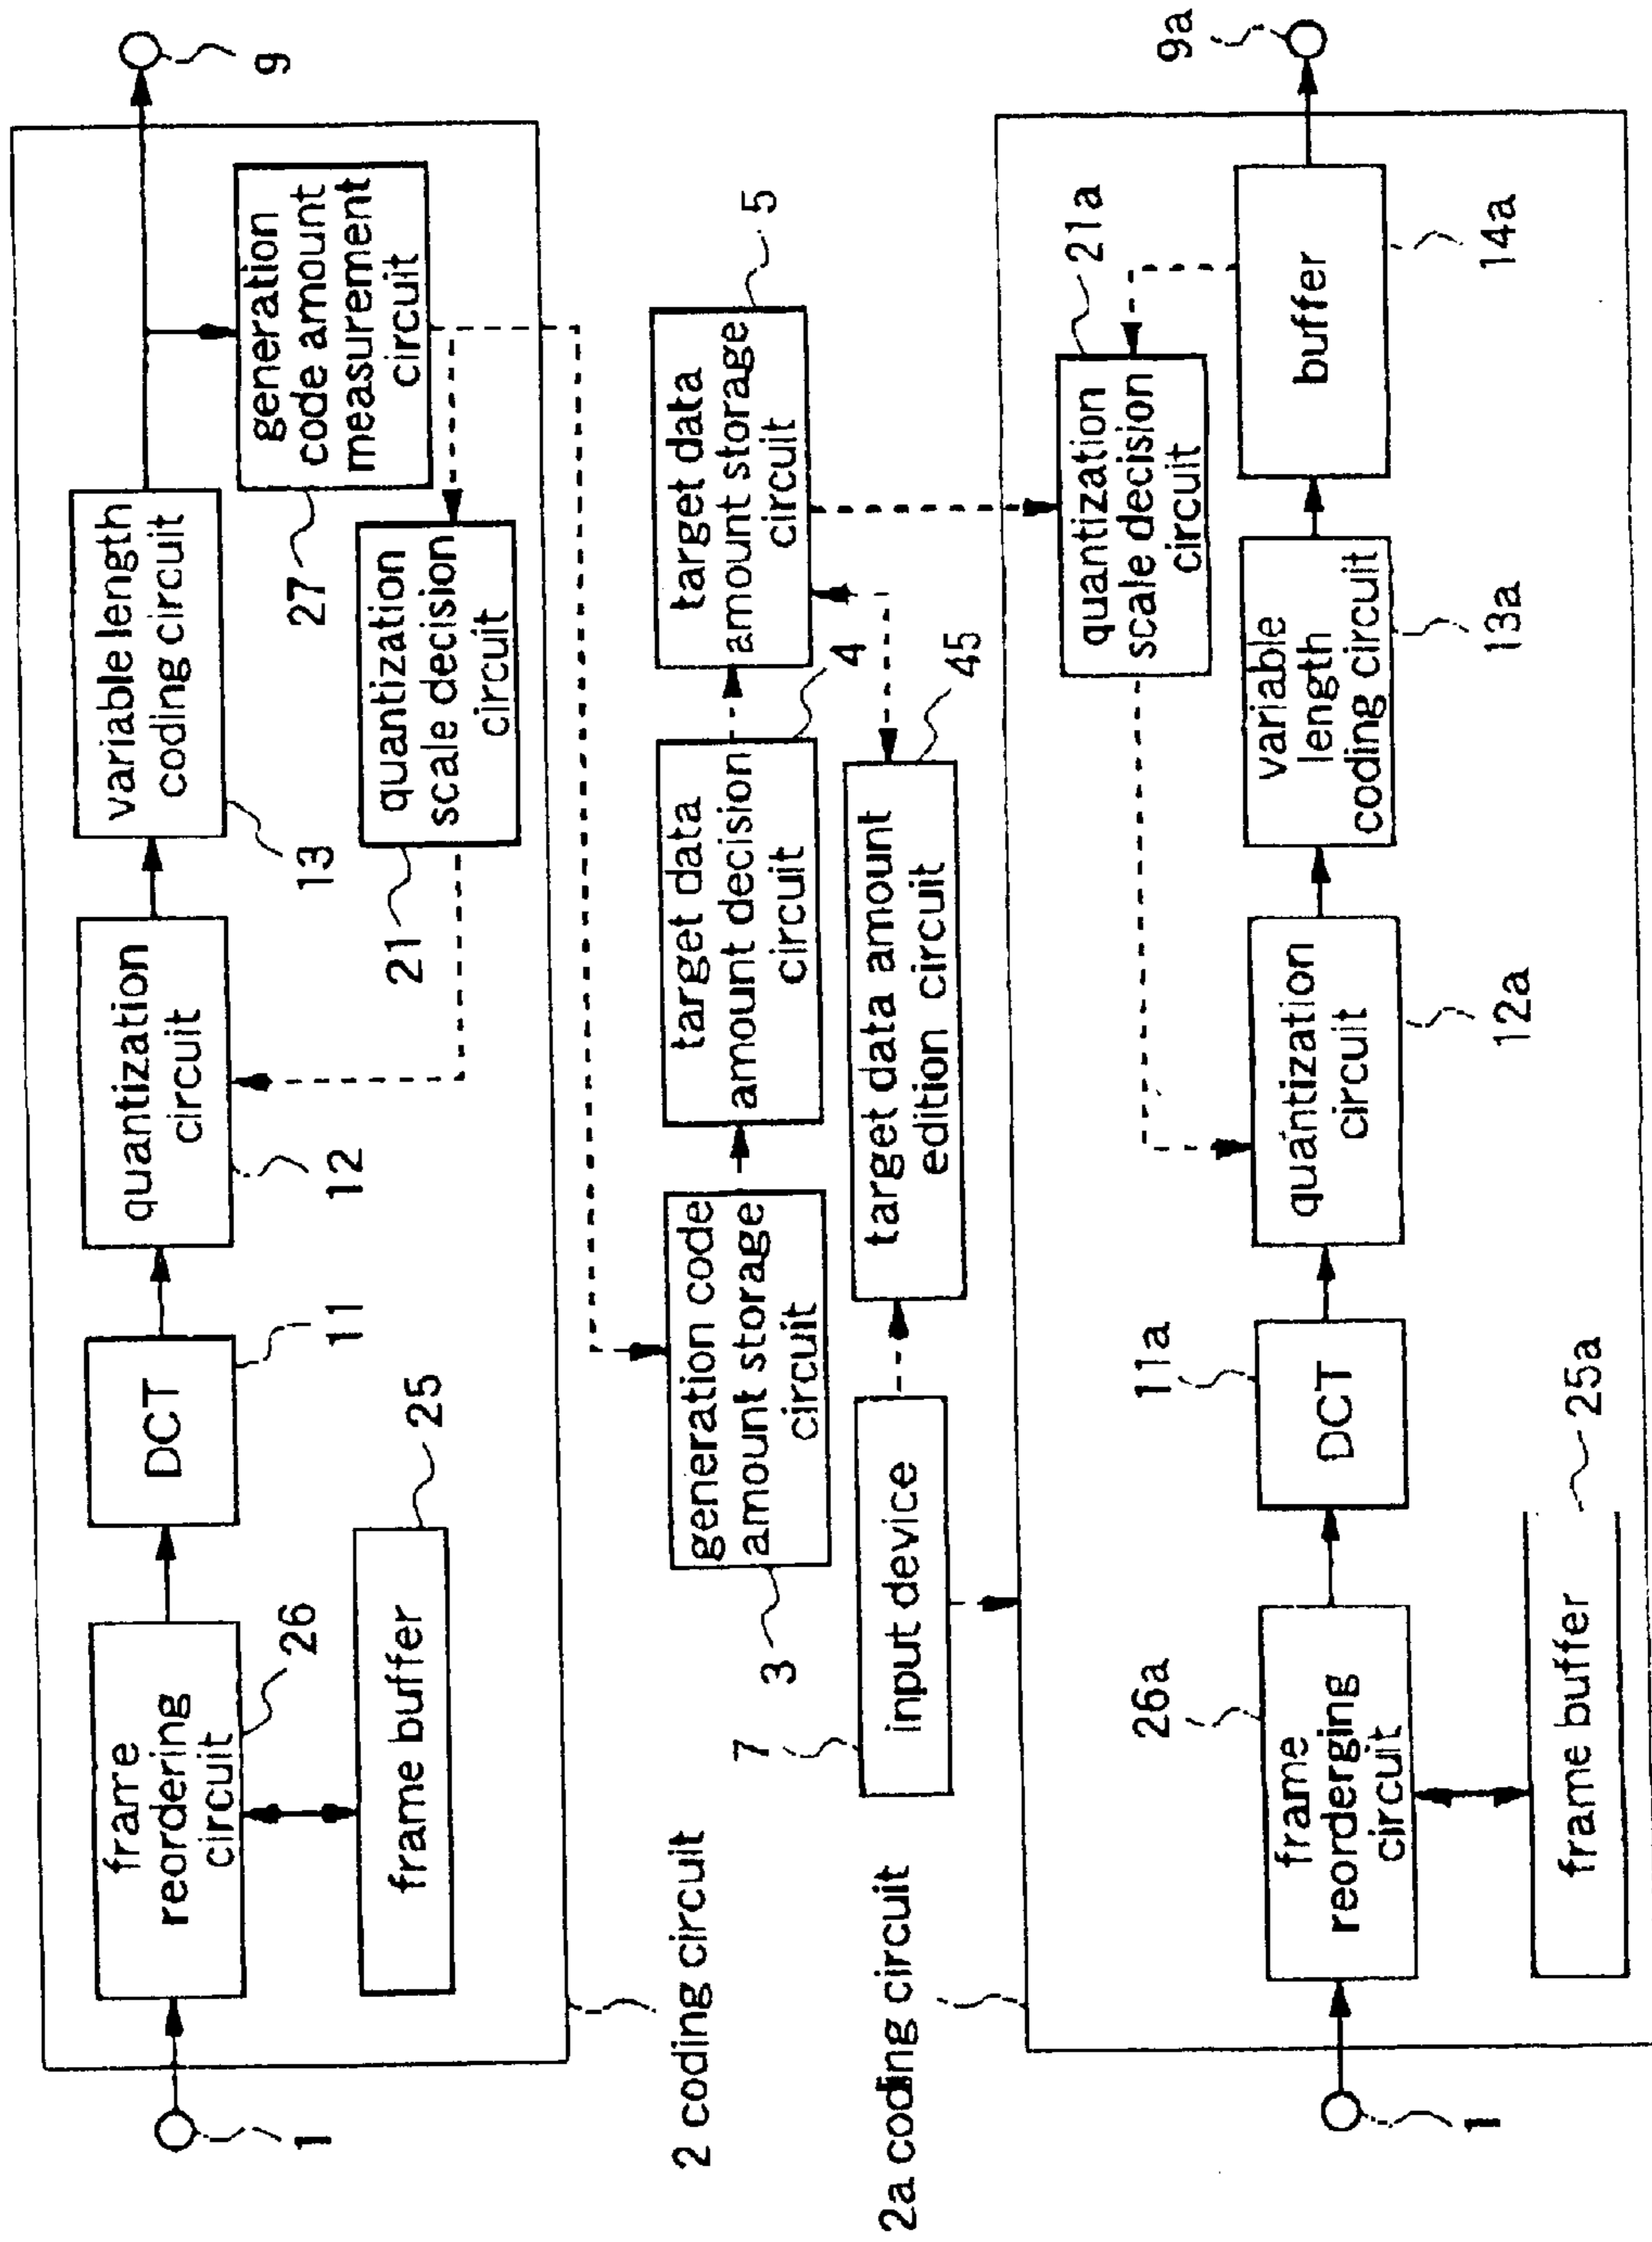 frame
reordering
circuit
26
DCT
11
quantization
circuit
12
variable length
coding circuit
13
9
generation
code amount
measurement
circuit
27
quantization
scale decision
circuit
21
frame buffer
25
1
2 coding circuit
generation code
amount storage
circuit
3
target data
amount decision
circuit
4
target data
amount storage
circuit
5
input device
7
target data amount
edition circuit
45
2a coding circuit
quantization
scale decision
circuit
21a
frame
reorderging
circuit
26a
DCT
11a
quantization
circuit
12a
variable
length
coding circuit
13a
buffer
14a
9a
frame buffer
25a
1